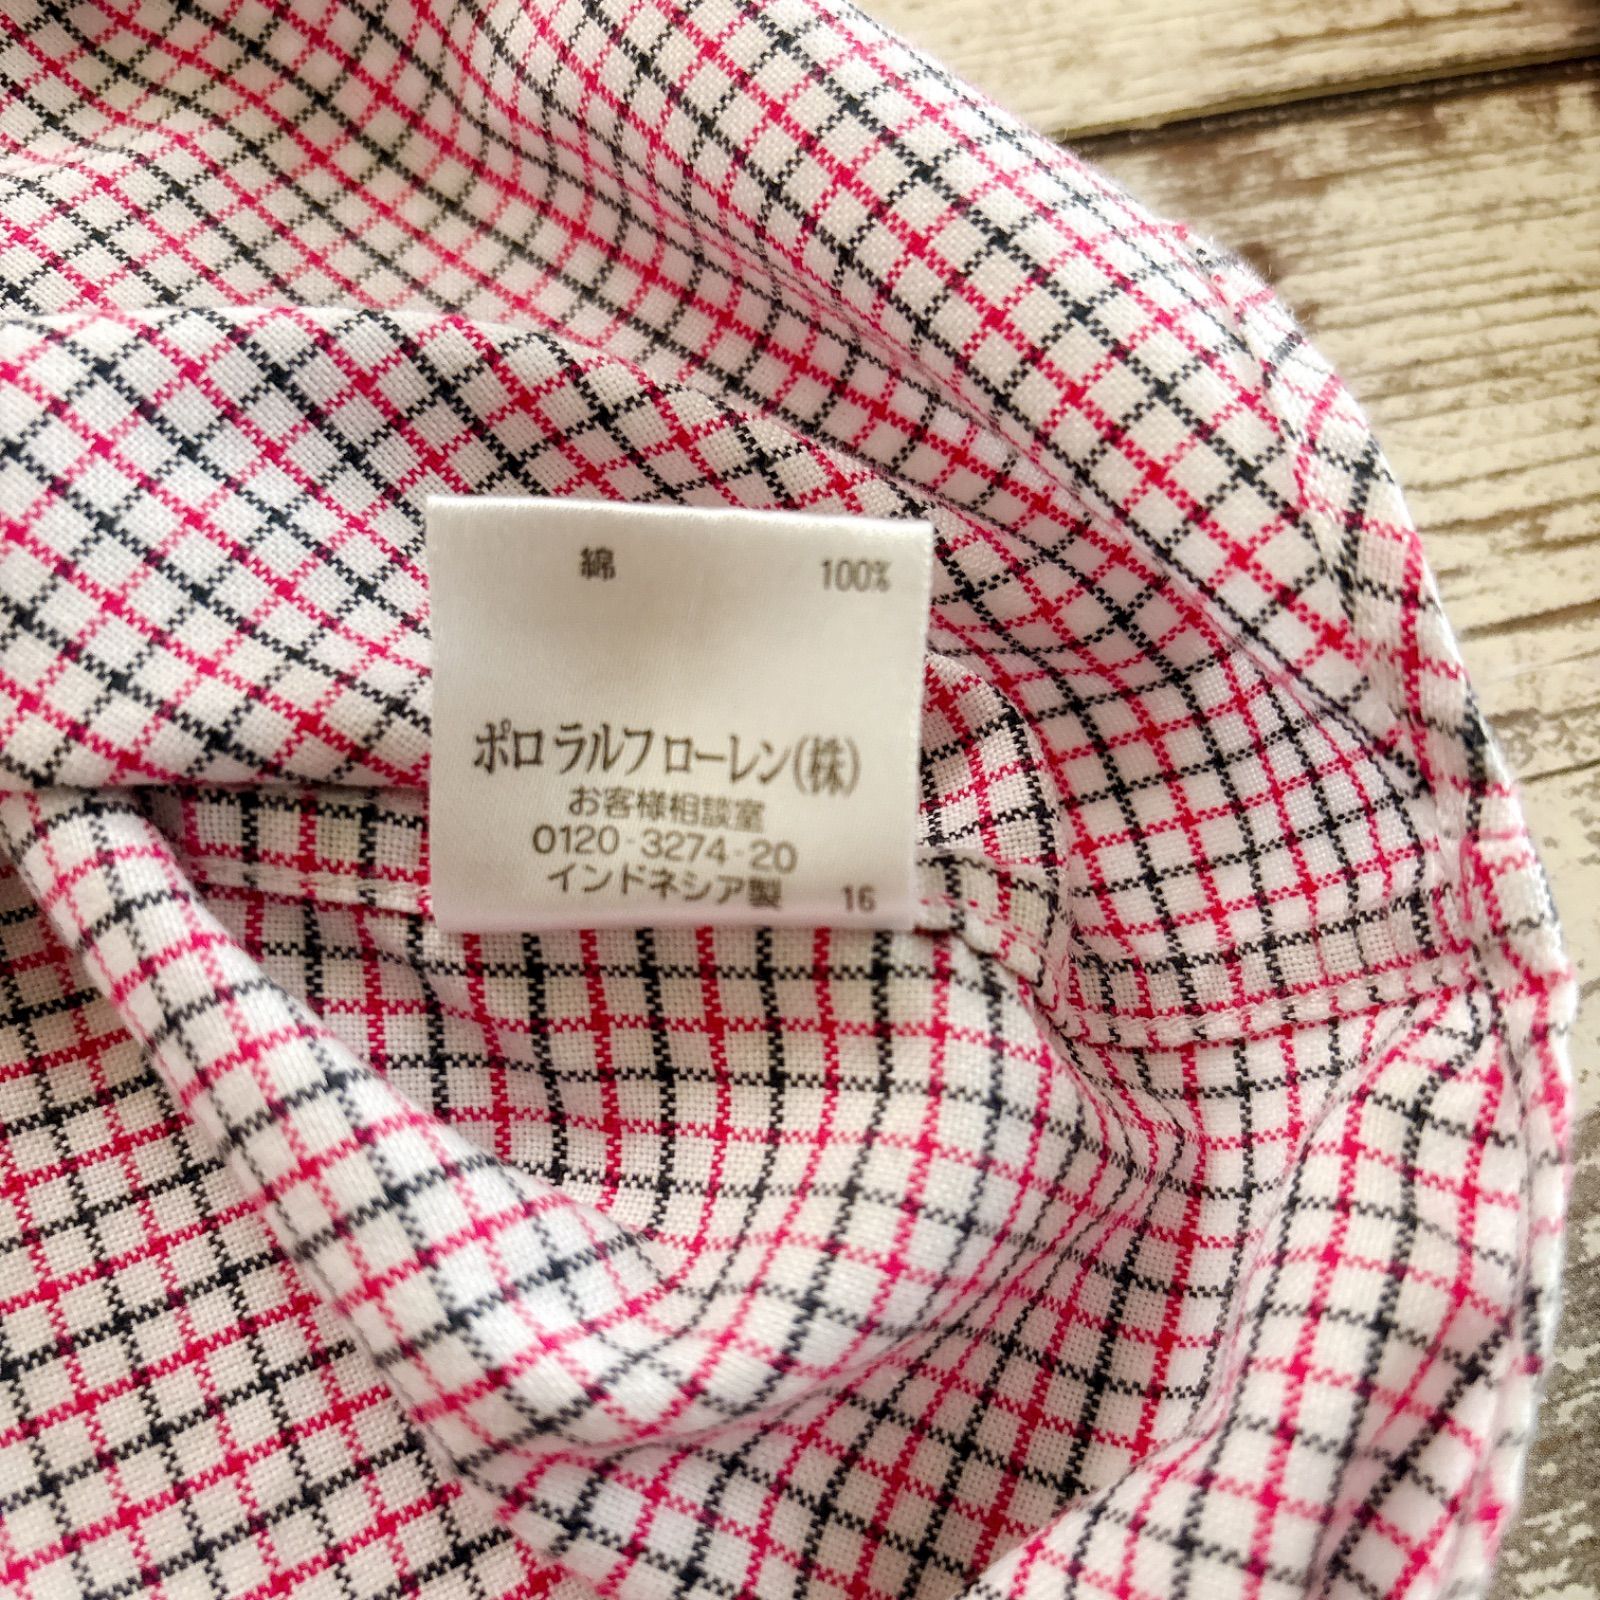 綿 100%
ポロ ラルフ ローレン(株)
お客様相談室
0120-3274-20
インドネシア製 16